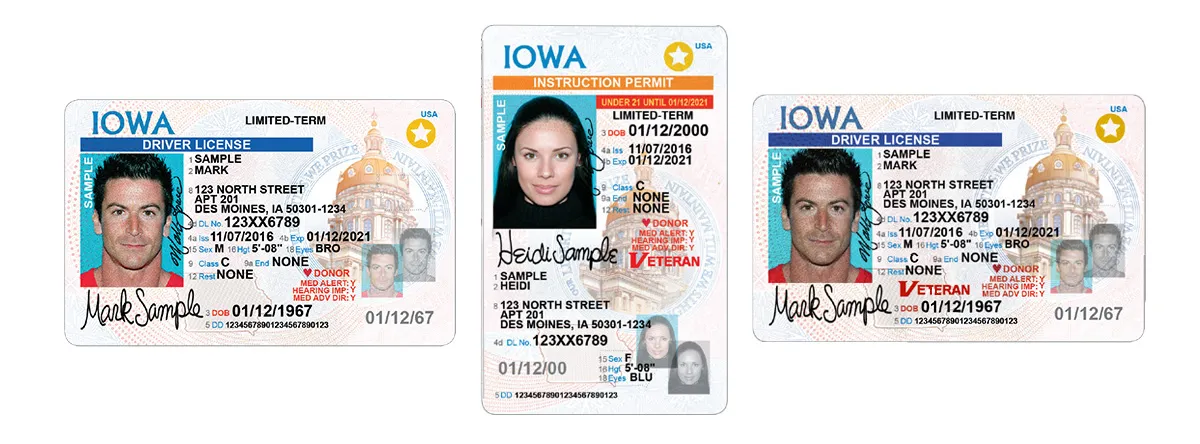 IOWA
USA
LIMITED-TERM
DRIVER LICENSE
SAMPLE
1 SAMPLE
2 MARK
8 123 NORTH STREET
APT 201
DES MOINES, IA 50301-1234
4d DL No. 123XX6789
4a Iss 11/07/2016 4b Exp 01/12/2021
15 Sex M 16 Hgt 5'-08" 18 Eyes BRO
9 Class C 9a End NONE
12 Rest NONE
DONOR
MED ALERT: Y
HEARING IMP: Y
MED ADV DIR: Y
Mark Sample
3 DOB 01/12/1967
5 DD 12345678901234567890123
01/12/67
WE PRIZE
IOWA
USA
INSTRUCTION PERMIT
UNDER 21 UNTIL 01/12/2021
SAMPLE
LIMITED-TERM
3 DOB 01/12/2000
4a Iss 11/07/2016
4b Exp 01/12/2021
9 Class C
9a End NONE
12 Rest NONE
DONOR
MED ALERT: Y
HEARING IMP: Y
MED ADV DIR: Y
VETERAN
Heidi Sample
1 SAMPLE
2 HEIDI
8 123 NORTH STREET
APT 201
DES MOINES, IA 50301-1234
4d DL No. 123XX6789
01/12/00
15 Sex F
16 Hgt 5'-08"
18 Eyes BLU
5 DD 12345678901234567890123
IOWA
USA
LIMITED-TERM
DRIVER LICENSE
SAMPLE
1 SAMPLE
2 MARK
8 123 NORTH STREET
APT 201
DES MOINES, IA 50301-1234
4d DL No. 123XX6789
4a Iss 11/07/2016 4b Exp 01/12/2021
15 Sex M 16 Hgt 5'-08" 18 Eyes BRO
9 Class C 9a End NONE
12 Rest NONE
DONOR
MED ALERT: Y
HEARING IMP: Y
MED ADV DIR: Y
VETERAN
Mark Sample
3 DOB 01/12/1967
5 DD 12345678901234567890123
01/12/67
WE PRIZE